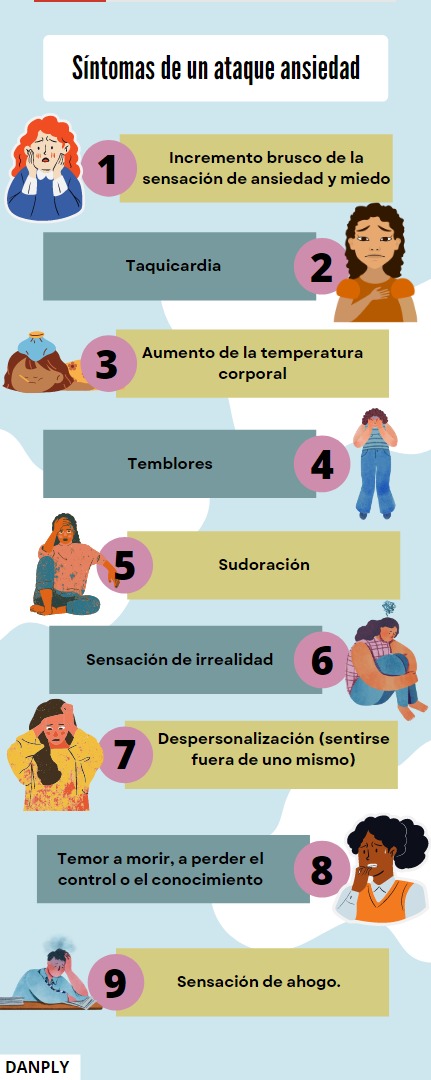 Síntomas de un ataque ansiedad
1
Incremento brusco de la
sensación de ansiedad y miedo
Taquicardia
2
3
Aumento de la temperatura
corporal
Temblores
4
5
Sudoración
Sensación de irrealidad
6
7
Despersonalización (sentirse
fuera de uno mismo)
Temor a morir, a perder el
control o el conocimiento
8
9
Sensación de ahogo.
DANPLY